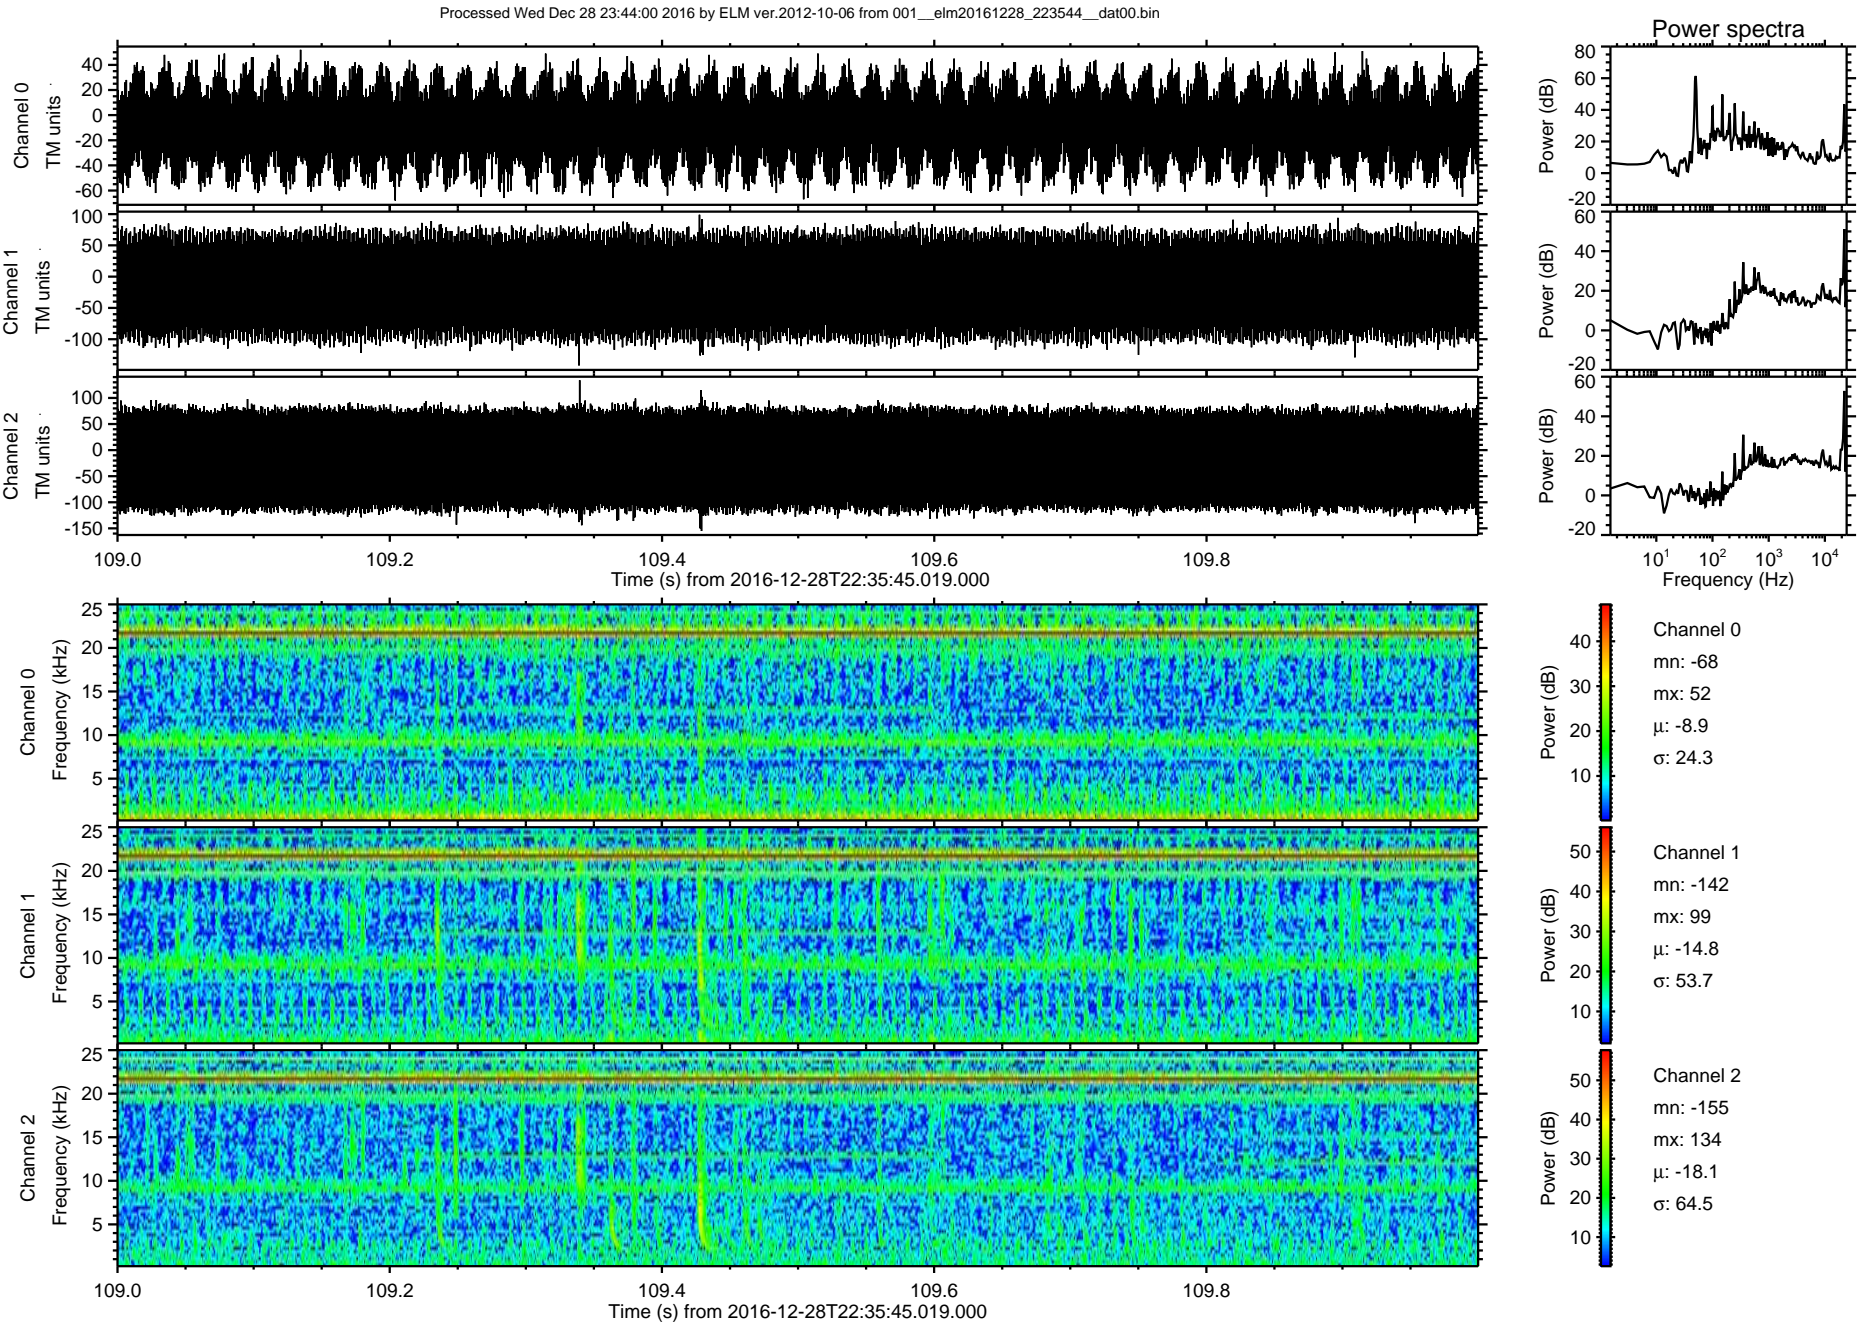 Processed Wed Dec 28 23:44:00 2016 by ELM ver.2012-10-06 from 001__elm20161228_223544__dat00.bin
Power spectra
Channel 0
TM units
40
20
0
-20
-40
-60
Power (dB)
80
60
40
20
0
-20
Channel 1
TM units
100
50
0
-50
-100
Power (dB)
60
40
20
0
-20
Channel 2
TM units
100
50
0
-50
-100
-150
Power (dB)
60
40
20
0
-20
109.0 109.2 109.4 109.6 109.8
Time (s) from 2016-12-28T22:35:45.019.000
10^1 10^2 10^3 10^4
Frequency (Hz)
Channel 0
Frequency (kHz)
25
20
15
10
5
Power (dB)
40
30
20
10
Channel 0
mn: -68
mx: 52
μ: -8.9
σ: 24.3
Channel 1
Frequency (kHz)
25
20
15
10
5
Power (dB)
50
40
30
20
10
Channel 1
mn: -142
mx: 99
μ: -14.8
σ: 53.7
Channel 2
Frequency (kHz)
25
20
15
10
5
Power (dB)
50
40
30
20
10
Channel 2
mn: -155
mx: 134
μ: -18.1
σ: 64.5
109.0 109.2 109.4 109.6 109.8
Time (s) from 2016-12-28T22:35:45.019.000